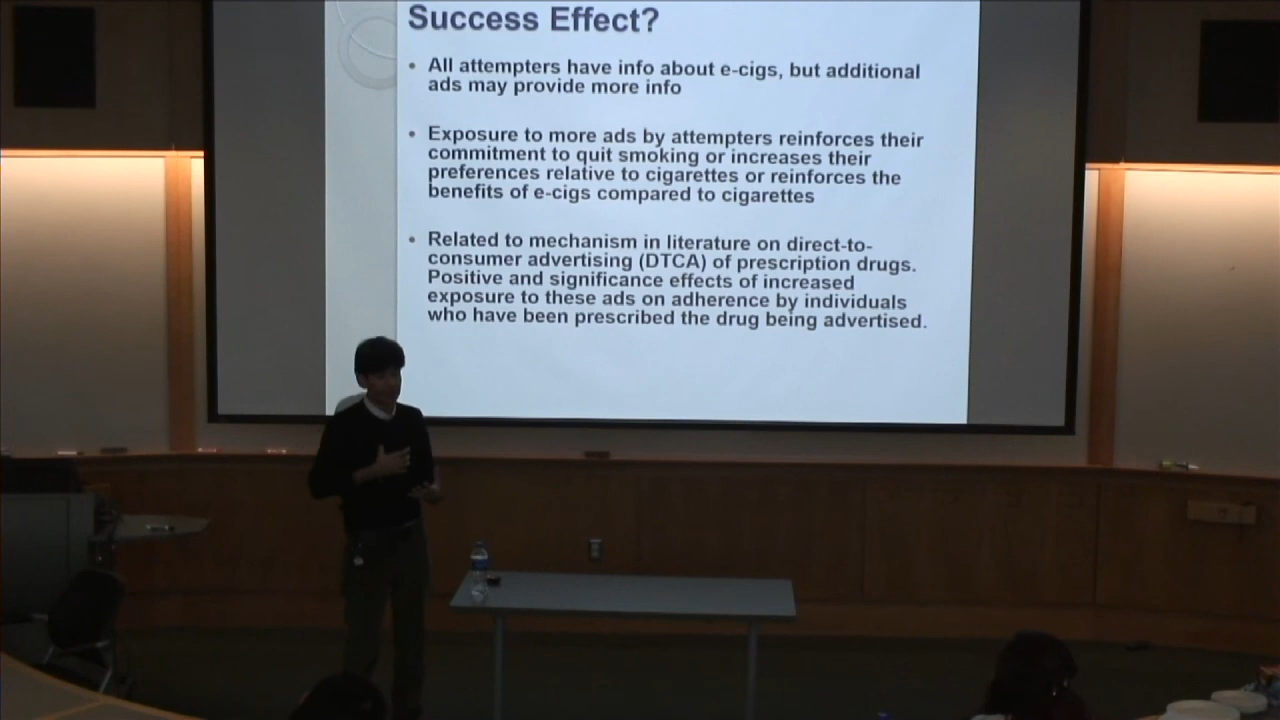 Success Effect?
• All attempters have info about e-cigs, but additional
ads may provide more info
• Exposure to more ads by attempters reinforces their
commitment to quit smoking or increases their
preferences relative to cigarettes or reinforces the
benefits of e-cigs compared to cigarettes
• Related to mechanism in literature on direct-to-
consumer advertising (DTCA) of prescription drugs.
Positive and significance effects of increased
exposure to these ads on adherence by individuals
who have been prescribed the drug being advertised.